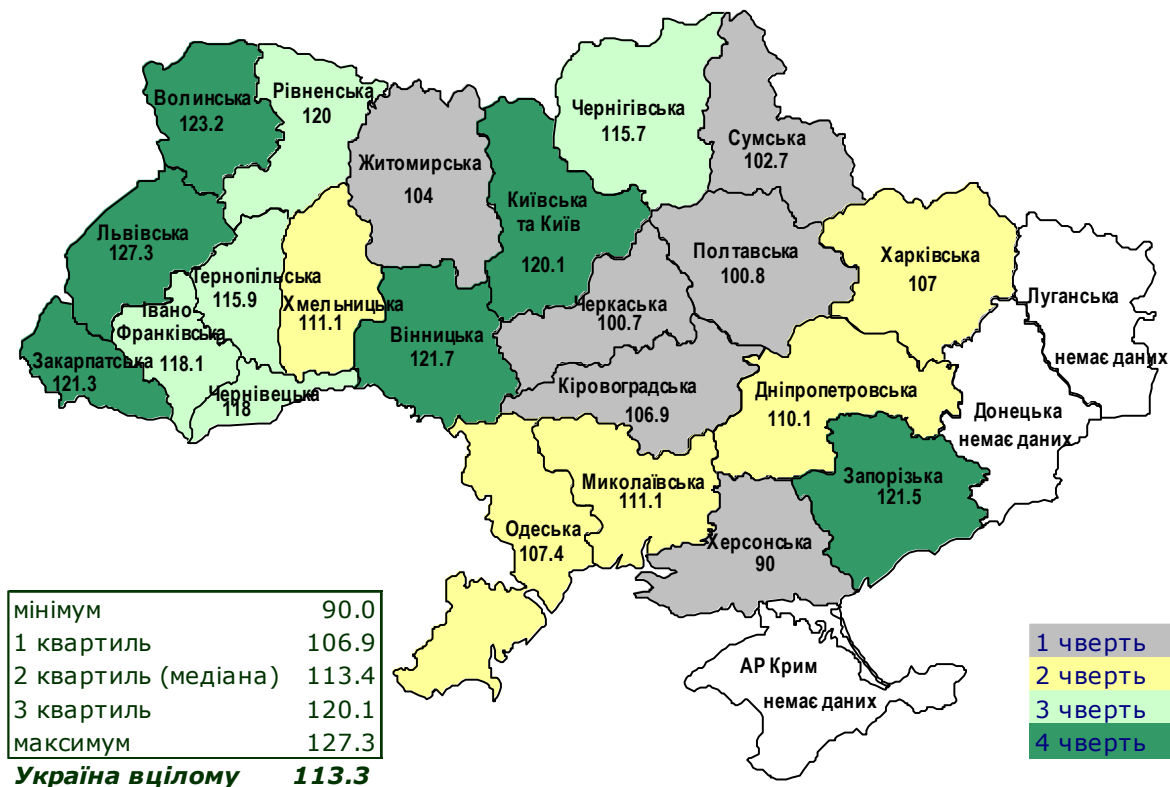 Волинська
123.2
Рівненська
120
Житомирська
104
Київська
та Київ
120.1
Чернігівська
115.7
Сумська
102.7
Львівська
127.3
Тернопільська
115.9
Хмельницька
111.1
Вінницька
121.7
Черкаська
100.7
Полтавська
100.8
Харківська
107
Луганська
немає даних
Івано
Франківська
118.1
Закарпатська
121.3
Чернівецька
118
Кіровоградська
106.9
Дніпропетровська
110.1
Донецька
немає даних
Одеська
107.4
Миколаївська
111.1
Херсонська
90
Запорізька
121.5
АР Крим
немає даних
мінімум 90.0
1 квартиль 106.9
2 квартиль (медіана) 113.4
3 квартиль 120.1
максимум 127.3
Україна вцілому 113.3
1 чверть
2 чверть
3 чверть
4 чверть